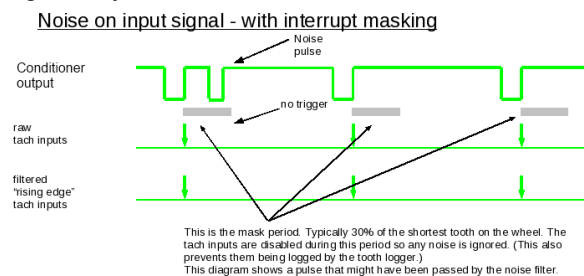 Noise on input signal - with interrupt masking
Noise
pulse
Conditioner
output
no trigger
raw
tach inputs
filtered
"rising edge"
tach inputs
This is the mask period. Typically 30% of the shortest tooth on the wheel. The
tach inputs are disabled during this period so any noise is ignored. (This also
prevents them being logged by the tooth logger.)
This diagram shows a pulse that might have been passed by the noise filter.